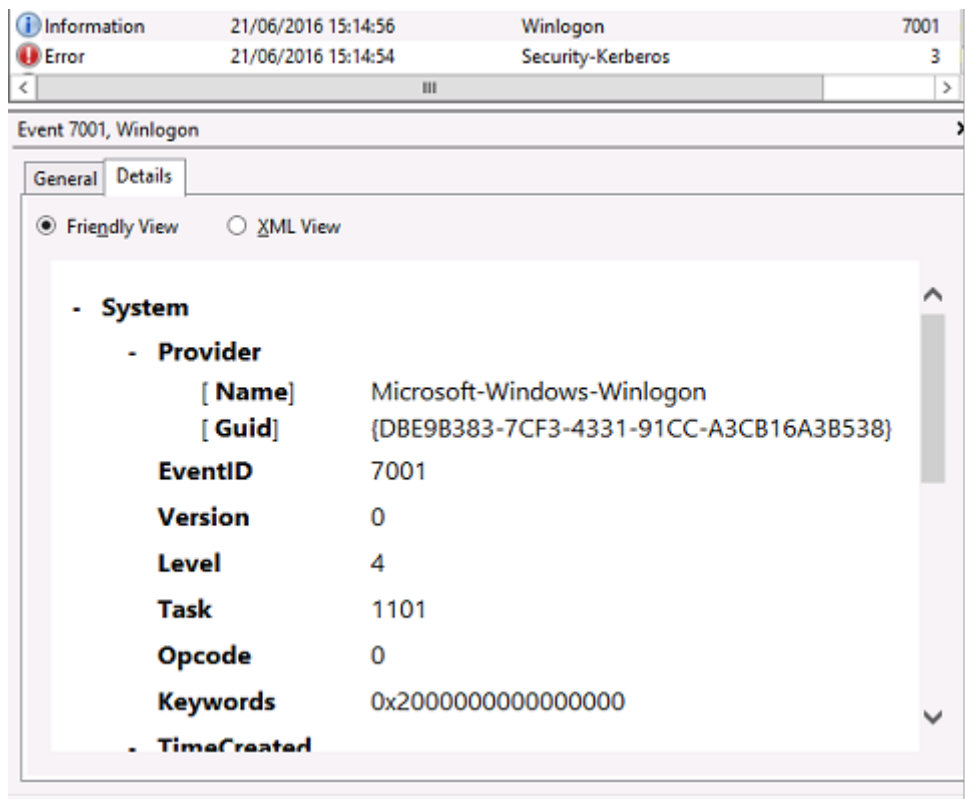 Information 21/06/2016 15:14:56 Winlogon 7001
Error 21/06/2016 15:14:54 Security-Kerberos 3
Event 7001, Winlogon
General Details
Friendly View XML View
- System
- Provider
[ Name] Microsoft-Windows-Winlogon
[ Guid] {DBE9B383-7CF3-4331-91CC-A3CB16A3B538}
EventID 7001
Version 0
Level 4
Task 1101
Opcode 0
Keywords 0x2000000000000000
- TimeCreated